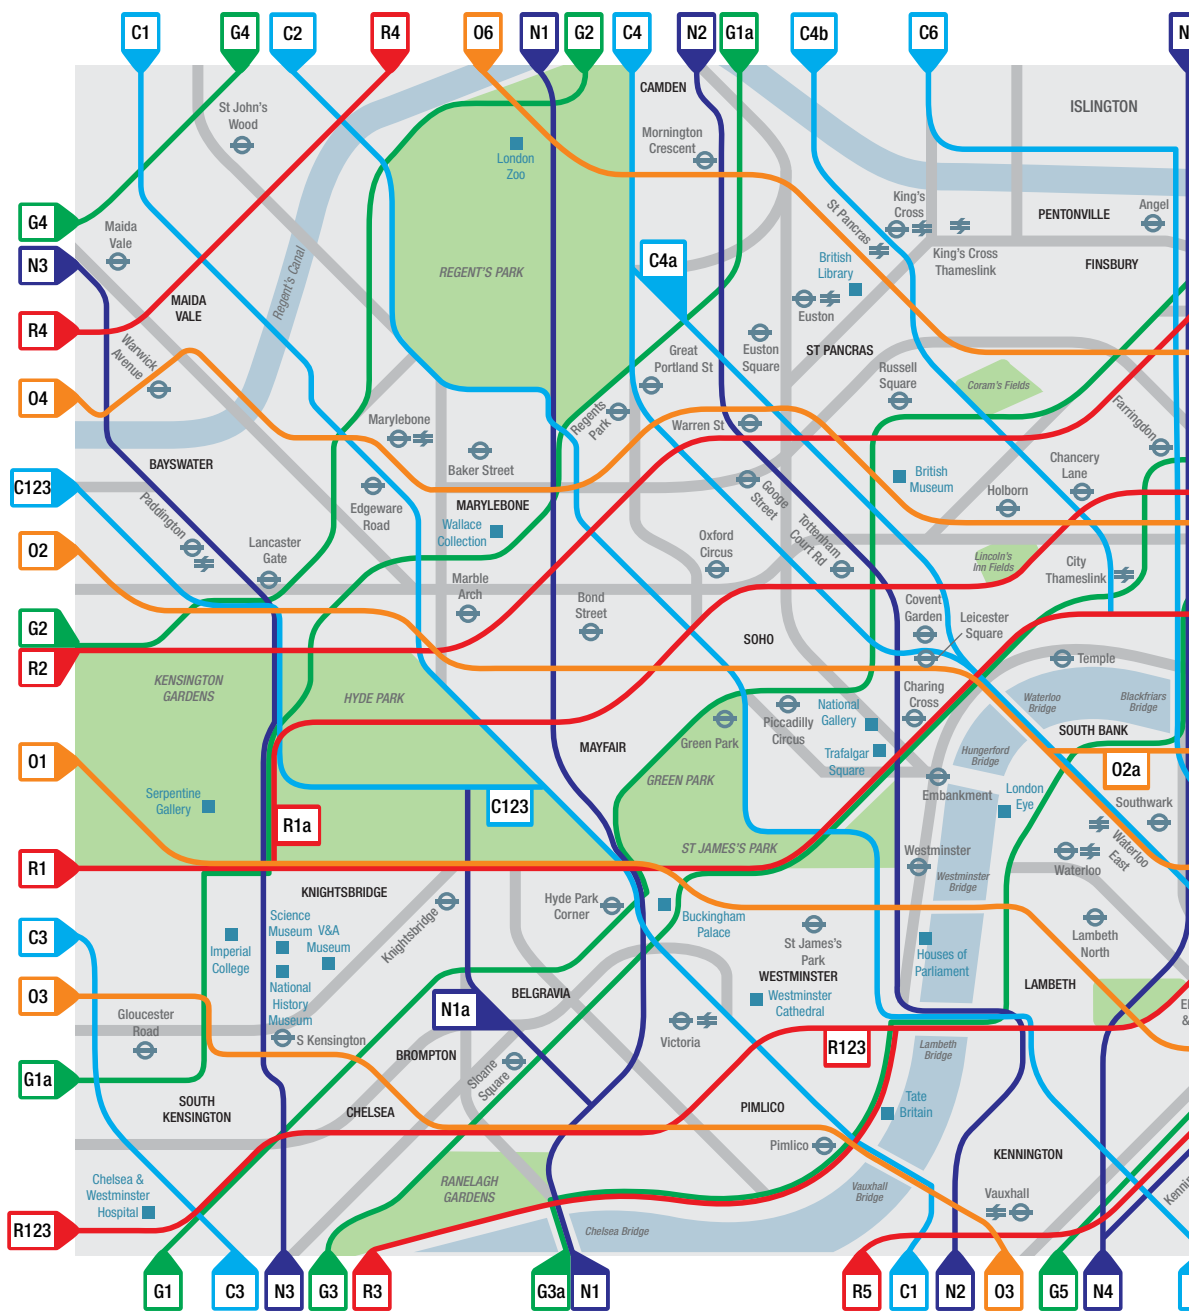 C1
G4
C2
R4
O6
N1
G2
C4
N2
G1a
C4b
C6
N
CAMDEN
ISLINGTON
St John's
Wood
Mornington
Crescent
London
Zoo
G4
N3
R4
O4
C123
O2
G2
R2
O1
R1
C3
O3
G1a
R123
Maida
Vale
MAIDA
VALE
Regent's Canal
REGENT'S PARK
C4a
St Pancras
King's
Cross
King's Cross
Thameslink
PENTONVILLE
Angel
FINSBURY
British
Library
Euston
Euston
Square
ST PANCRAS
Great
Portland St
Russell
Square
Coram's Fields
Warwick
Avenue
Marylebone
Regents
Park
Warren St
Farringdon
BAYSWATER
Baker Street
Paddington
Edgeware
Road
MARYLEBONE
Wallace
Collection
Googe
Street
British
Museum
Chancery
Lane
Holborn
Lancaster
Gate
Oxford
Circus
Tottenham
Court Rd
Lincoln's
Inn Fields
City
Thameslink
Marble
Arch
Bond
Street
SOHO
Covent
Garden
Leicester
Square
Temple
KENSINGTON
GARDENS
HYDE PARK
Charing
Cross
Waterloo
Bridge
Blackfriars
Bridge
MAYFAIR
Green Park
Piccadilly
Circus
National
Gallery
Trafalgar
Square
SOUTH BANK
Hungerford
Bridge
GREEN PARK
Embankment
London
Eye
O2a
Southwark
Serpentine
Gallery
R1a
C123
ST JAMES'S PARK
Westminster
Westminster
Bridge
Waterloo
Waterloo
East
KNIGHTSBRIDGE
Science
Museum
V&A
Museum
Imperial
College
National
History
Museum
S Kensington
Knightsbridge
Hyde Park
Corner
Buckingham
Palace
St James's
Park
WESTMINSTER
Westminster
Cathedral
Houses of
Parliament
Lambeth
North
LAMBETH
El
&
BELGRAVIA
N1a
Gloucester
Road
Victoria
R123
Lambeth
Bridge
BROMPTON
Sloane
Square
SOUTH
KENSINGTON
CHELSEA
PIMLICO
Tate
Britain
Pimlico
KENNINGTON
Chelsea &
Westminster
Hospital
RANELAGH
GARDENS
Vauxhall
Bridge
Vauxhall
Kennin
Chelsea Bridge
G1
C3
N3
G3
R3
G3a
N1
R5
C1
N2
O3
G5
N4